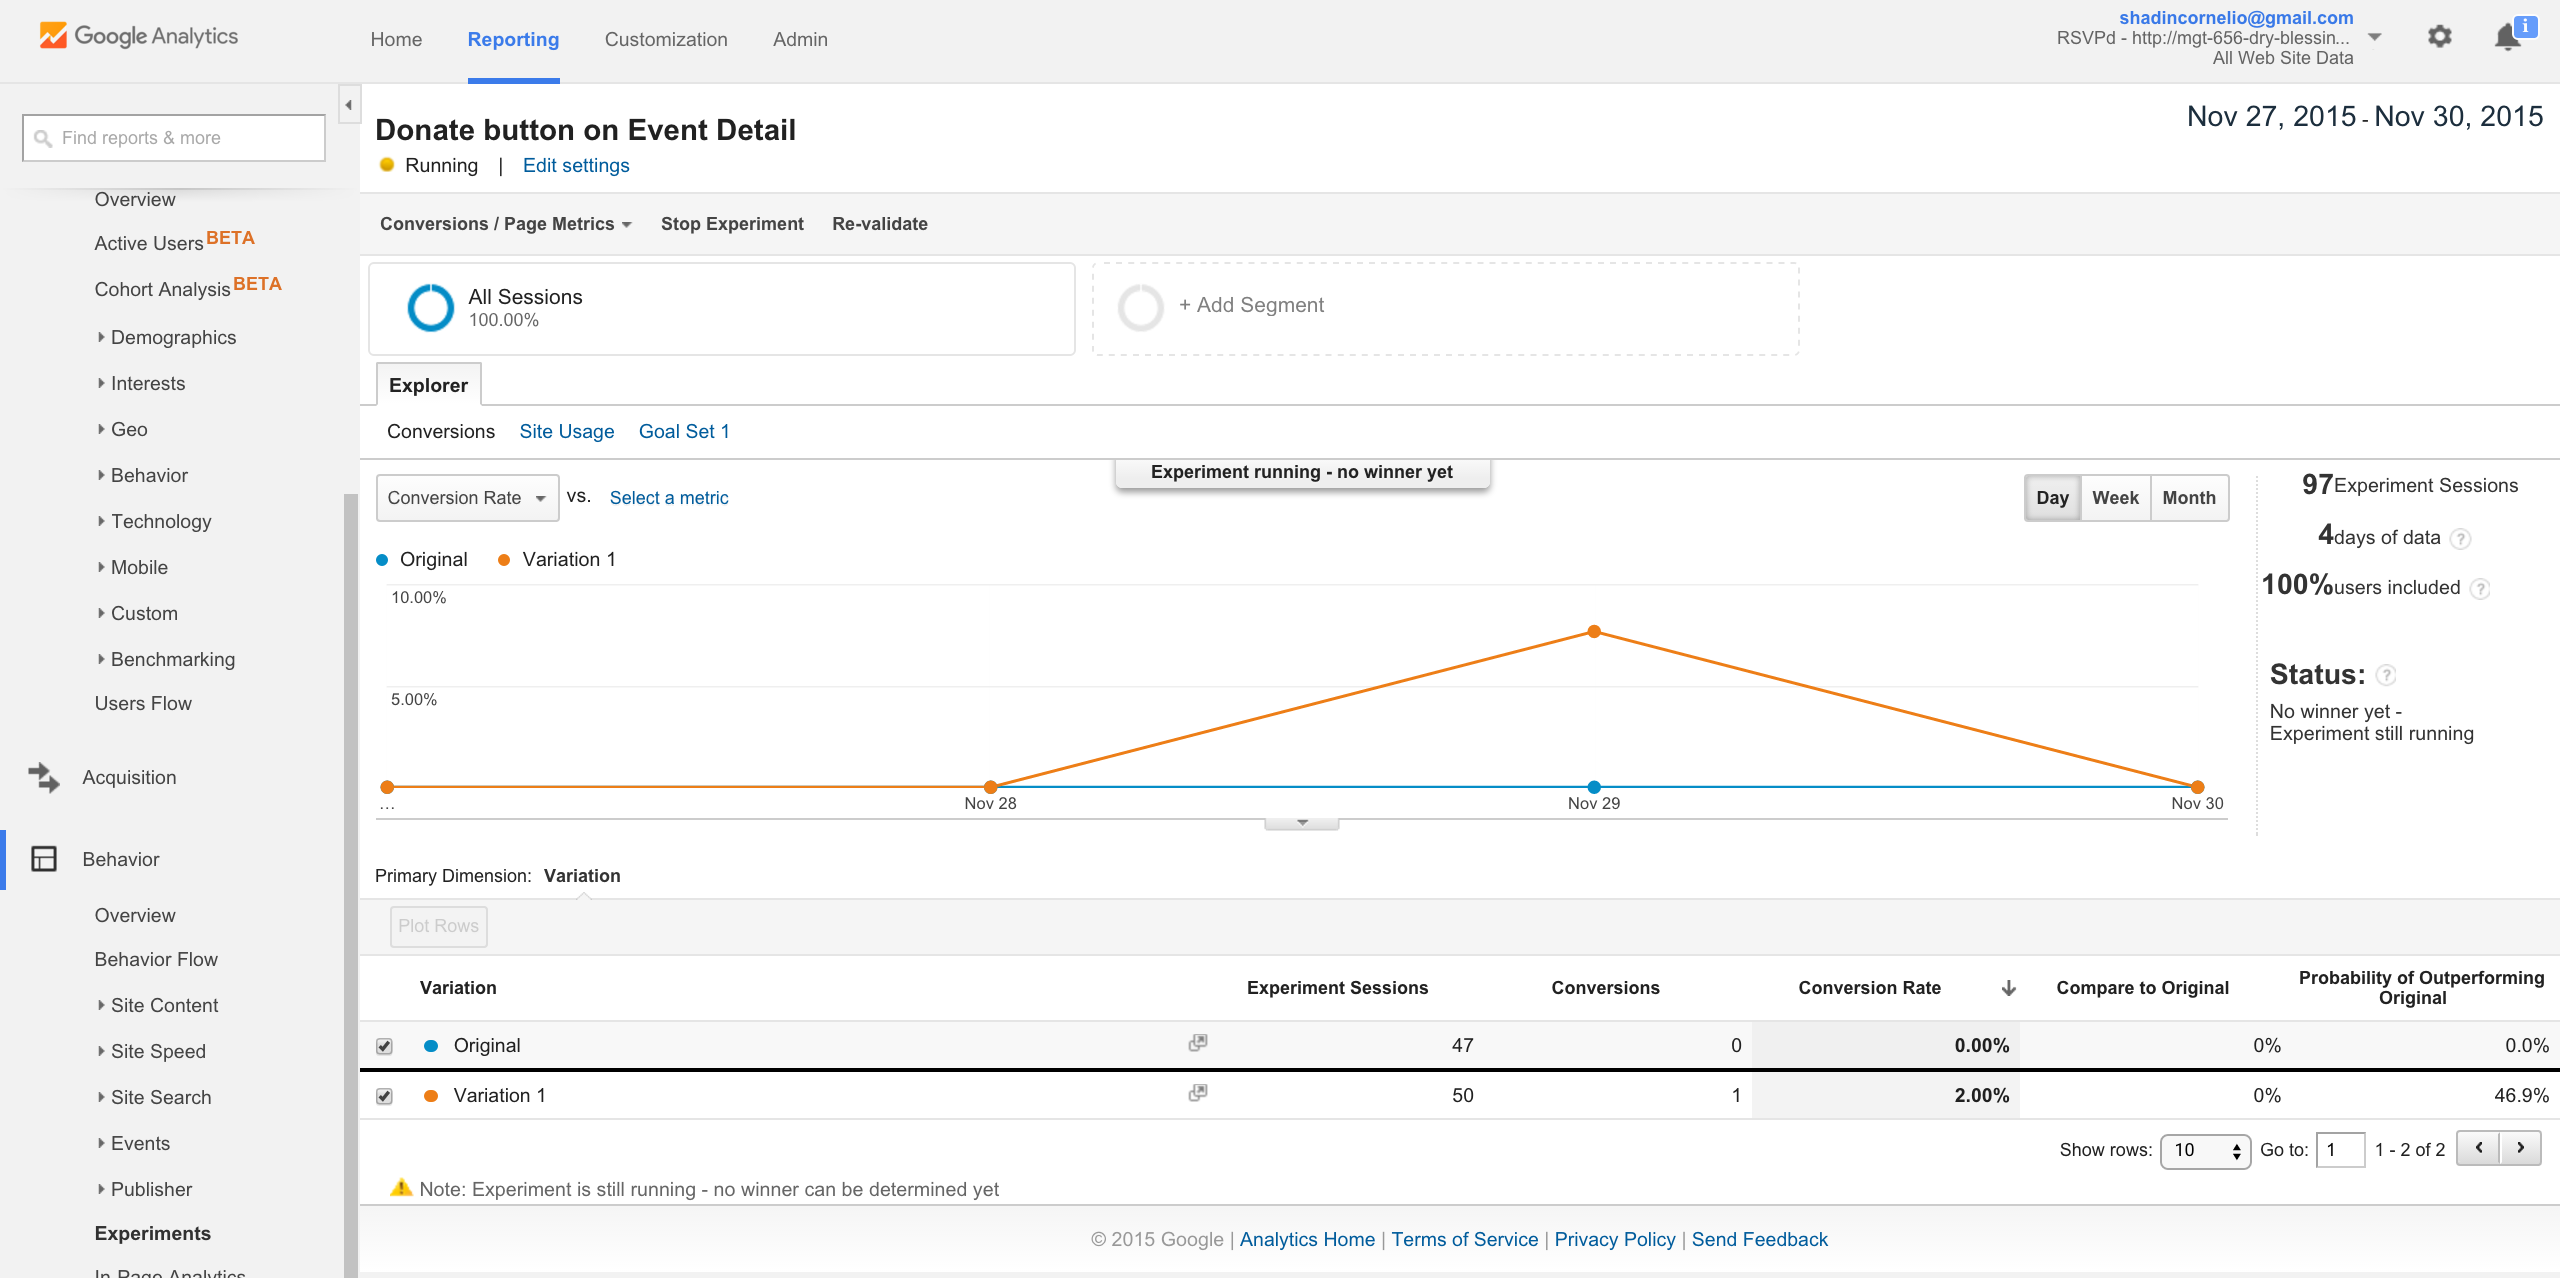 Google Analytics
Home Reporting Customization Admin
shadincornelio@gmail.com
RSVPd - http://mgt-656-dry-blessin...
All Web Site Data
i
Find reports & more
Overview
Active Users BETA
Cohort Analysis BETA
Demographics
Interests
Geo
Behavior
Technology
Mobile
Custom
Benchmarking
Users Flow
Acquisition
Behavior
Overview
Behavior Flow
Site Content
Site Speed
Site Search
Events
Publisher
Experiments
In-Page Analytics
Donate button on Event Detail
Nov 27, 2015 - Nov 30, 2015
Running | Edit settings
Conversions / Page Metrics Stop Experiment Re-validate
All Sessions
100.00%
+ Add Segment
Explorer
Conversions Site Usage Goal Set 1
Experiment running - no winner yet
Conversion Rate vs. Select a metric
Day Week Month
Original Variation 1
10.00%
5.00%
... Nov 28 Nov 29 Nov 30
97 Experiment Sessions
4 days of data ?
100% users included ?
Status: ?
No winner yet -
Experiment still running
Primary Dimension: Variation
Plot Rows
Variation Experiment Sessions Conversions Conversion Rate Compare to Original Probability of Outperforming
Original
Original 47 0 0.00% 0% 0.0%
Variation 1 50 1 2.00% 0% 46.9%
Show rows: 10 Go to: 1 1 - 2 of 2
Note: Experiment is still running - no winner can be determined yet
© 2015 Google | Analytics Home | Terms of Service | Privacy Policy | Send Feedback